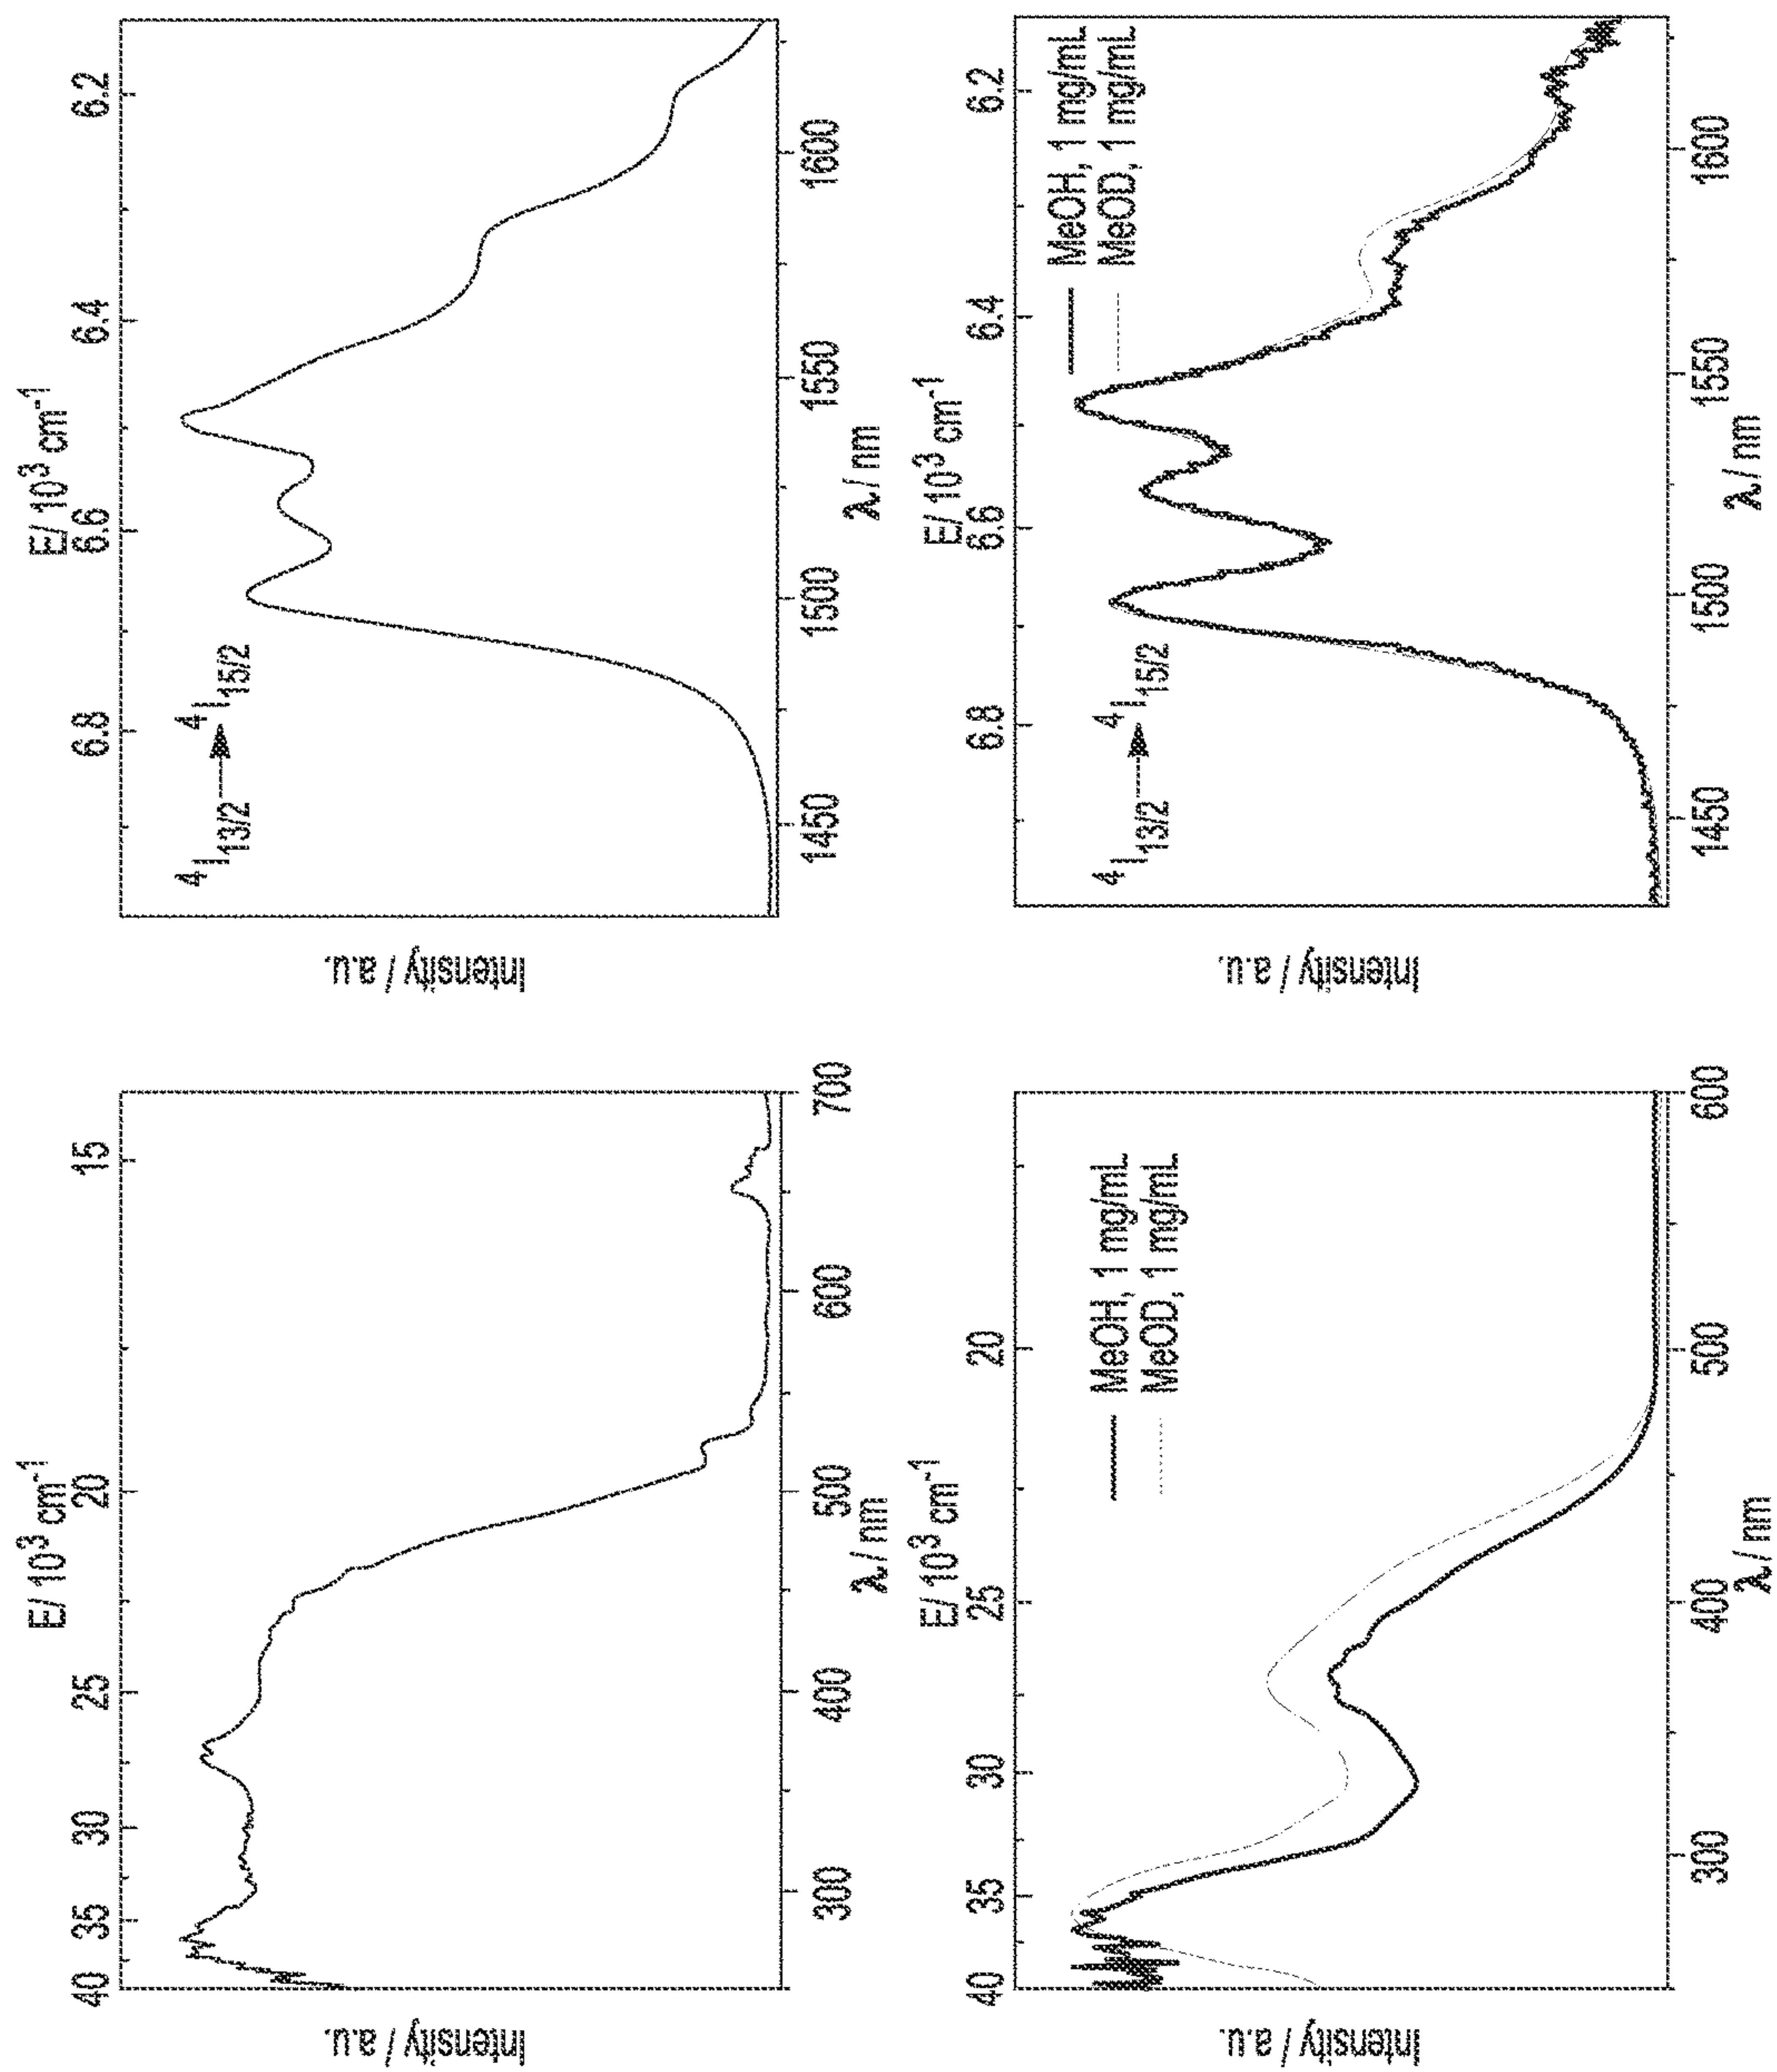 E/ 10³ cm⁻¹
40 35 30 25 20 15
Intensity / a.u.
300 400 500 600 700
λ / nm
E/ 10³ cm⁻¹
6.8 6.6 6.4 6.2
⁴I₁₃/₂ → ⁴I₁₅/₂
Intensity / a.u.
1450 1500 1550 1600
λ / nm
E/ 10³ cm⁻¹
40 35 30 25 20
MeOH, 1 mg/mL
MeOD, 1 mg/mL
Intensity / a.u.
300 400 500 600
λ / nm
E/ 10³ cm⁻¹
6.8 6.6 6.4 6.2
MeOH, 1 mg/mL
MeOD, 1 mg/mL
⁴I₁₃/₂ → ⁴I₁₅/₂
Intensity / a.u.
1450 1500 1550 1600
λ / nm